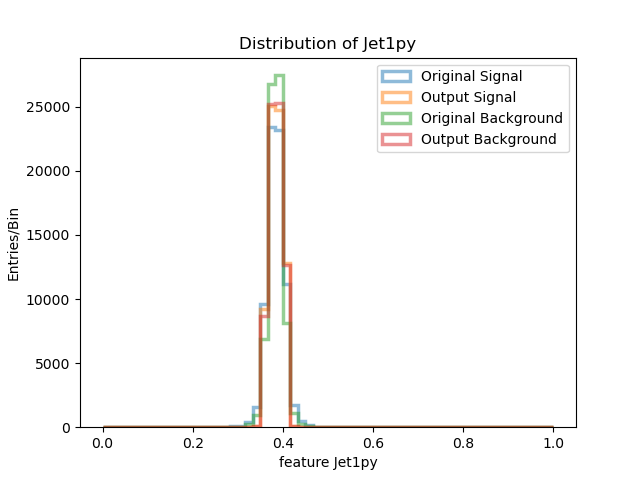 Distribution of Jet1py
Original Signal
Output Signal
Original Background
Output Background
Entries/Bin
25000
20000
15000
10000
5000
0
0.0 0.2 0.4 0.6 0.8 1.0
feature Jet1py